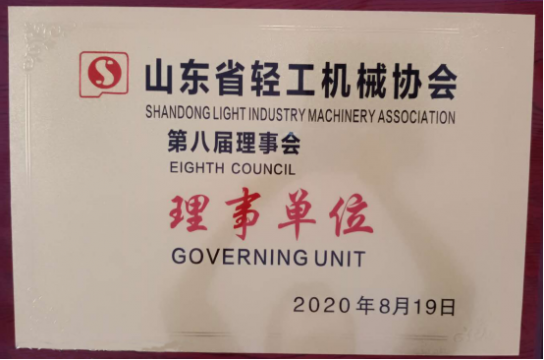 山东省轻工机械协会
SHANDONG LIGHT INDUSTRY MACHINERY ASSOCIATION
第八届理事会
EIGHTH COUNCIL
理事单位
GOVERNING UNIT
2020年8月19日